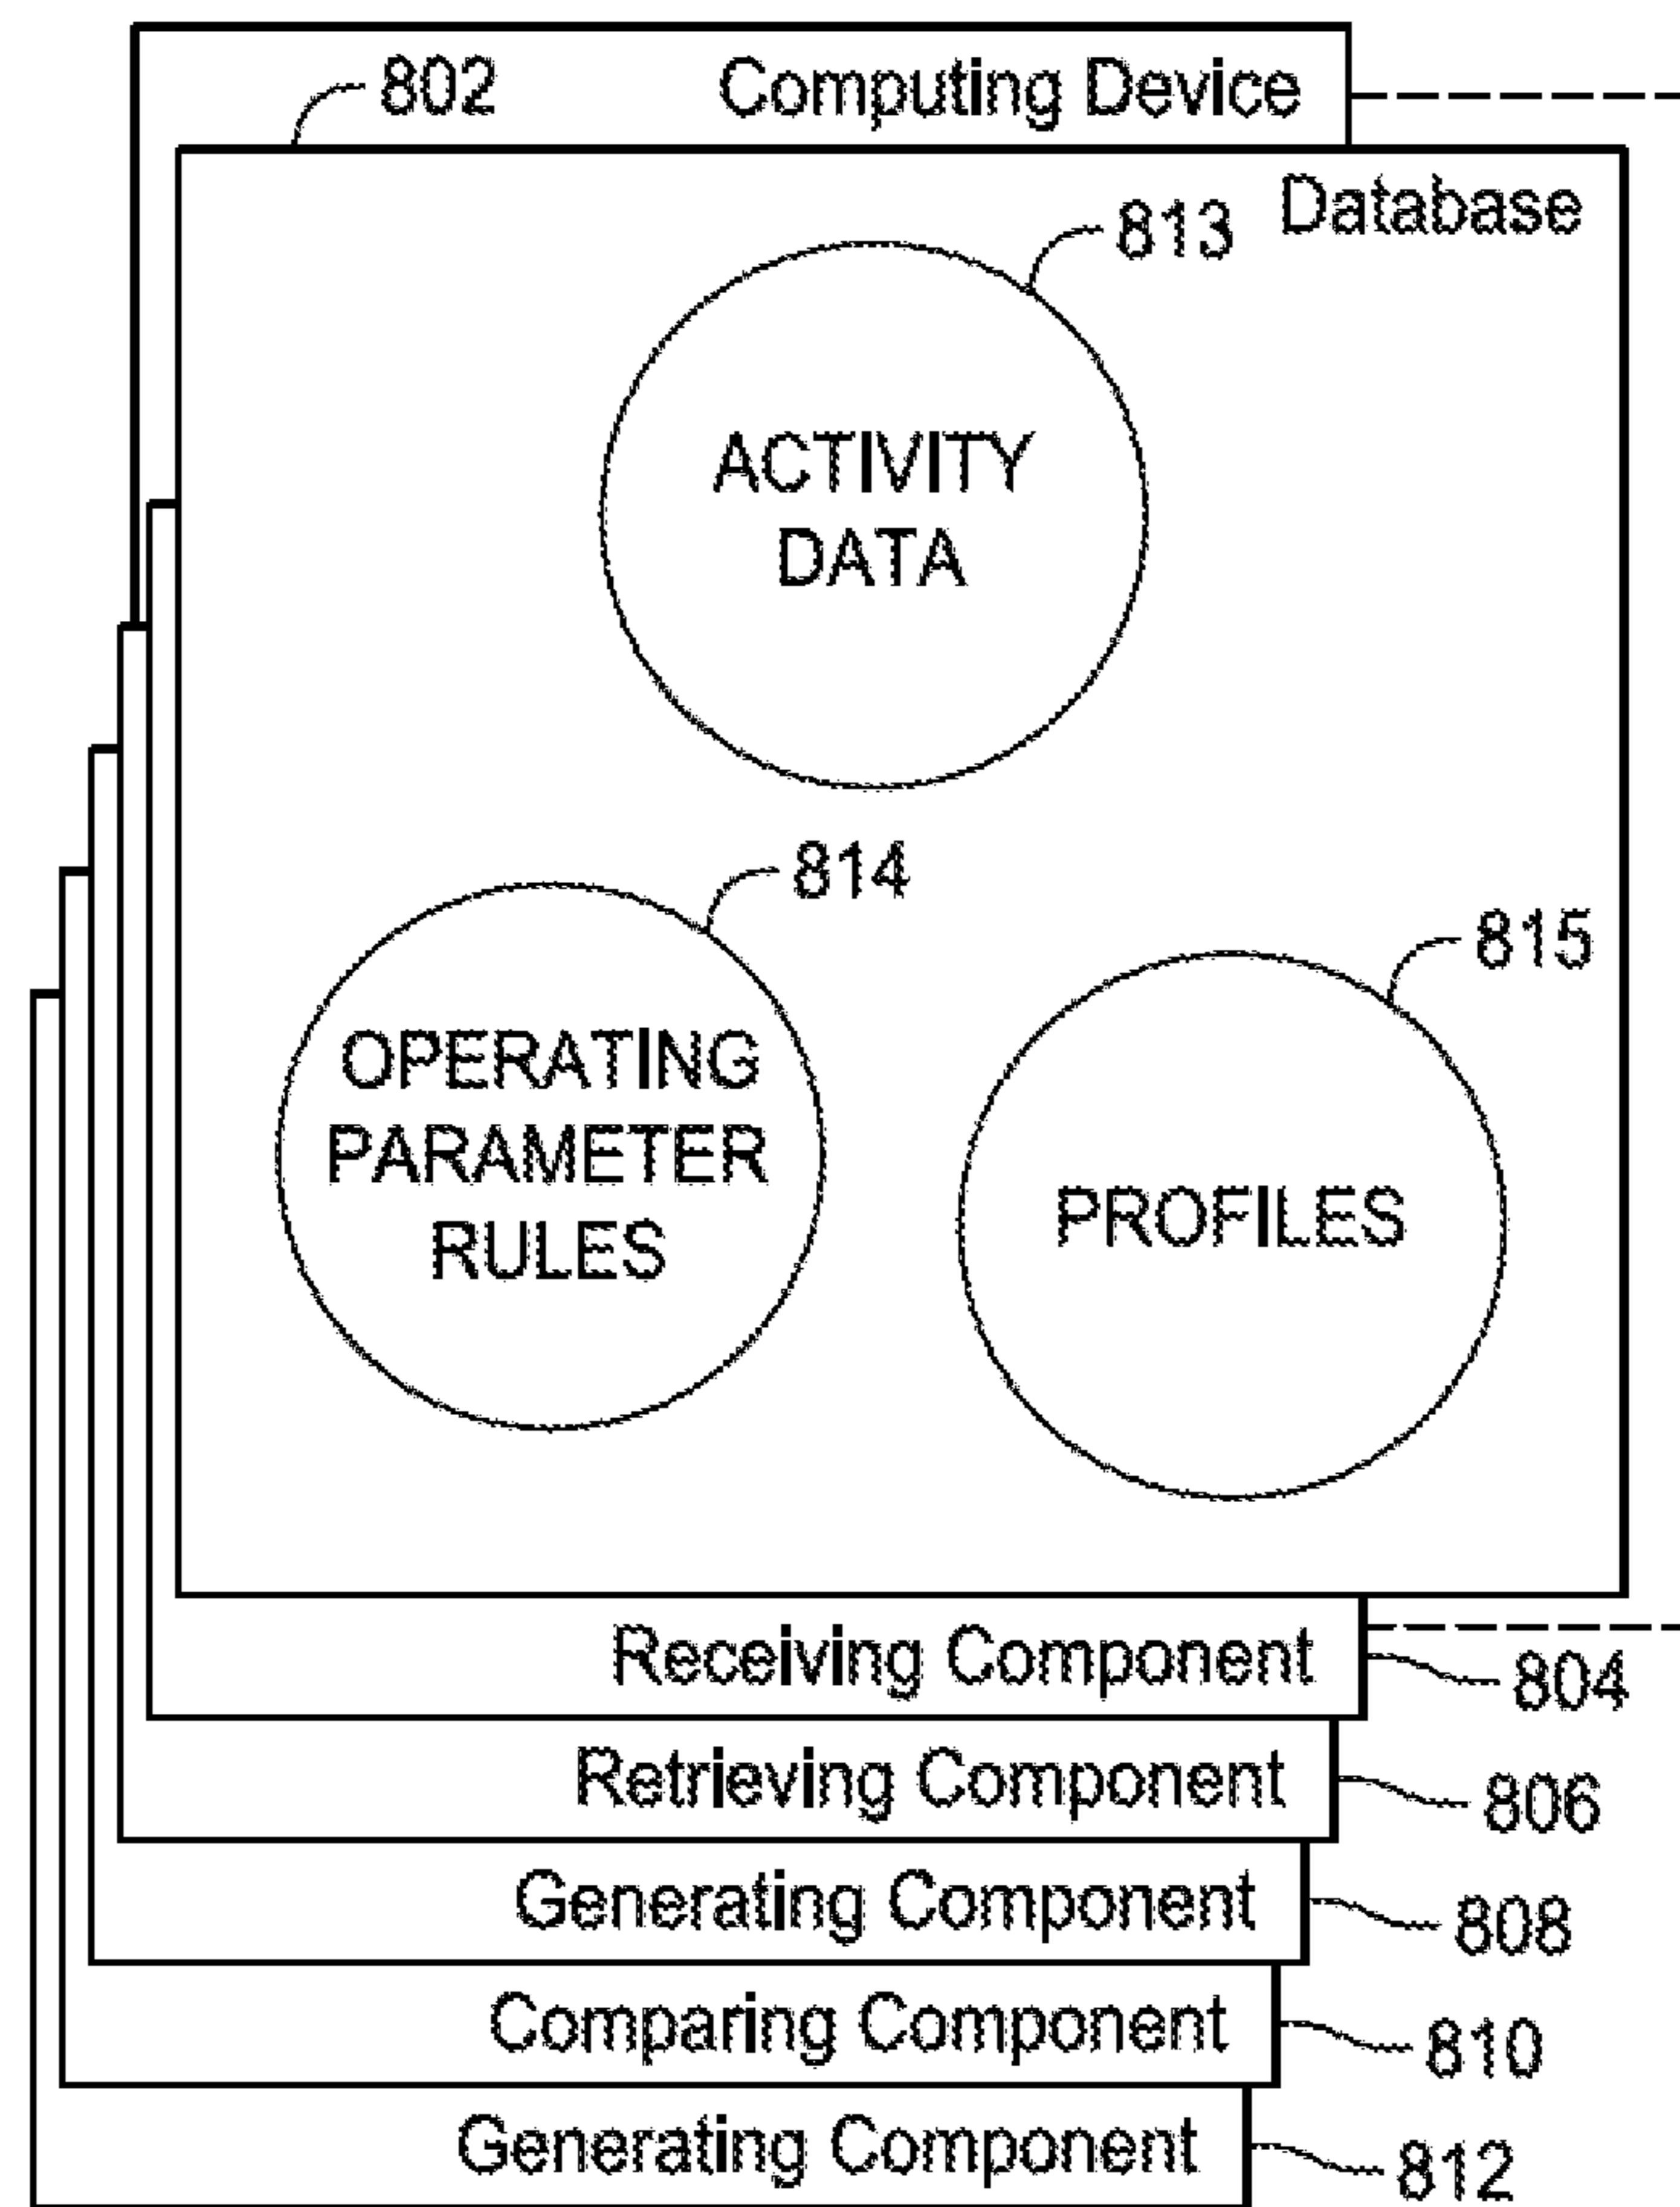 802
Computing Device
Database
813
ACTIVITY
DATA
814
815
OPERATING
PARAMETER
RULES
PROFILES
Receiving Component
804
Retrieving Component
806
Generating Component
808
Comparing Component
810
Generating Component
812